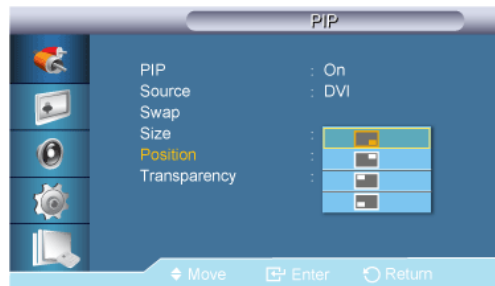 PIP
PIP : On
Source : DVI
Swap
Size :
Position :
Transparency :
Move Enter Return